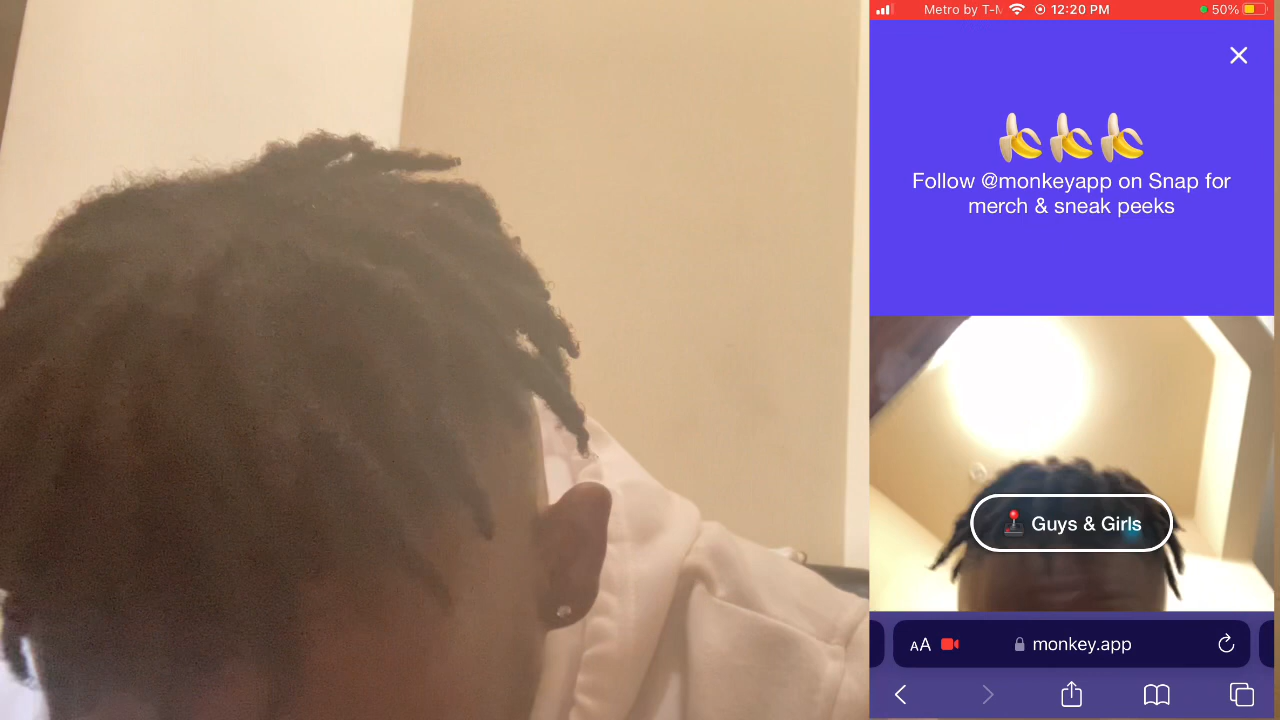 Metro by T-M 12:20 PM 50%
Follow @monkeyapp on Snap for
merch & sneak peeks
Guys & Girls
AA monkey.app